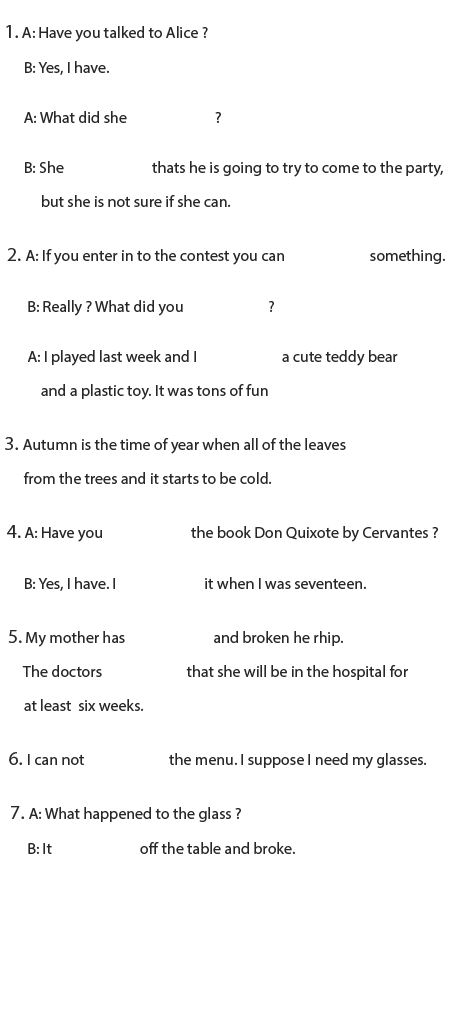 1. A: Have you talked to Alice ?
B: Yes, I have.
A: What did she ?
B: She thats he is going to try to come to the party,
but she is not sure if she can.
2. A: If you enter in to the contest you can something.
B: Really ? What did you ?
A: I played last week and I a cute teddy bear
and a plastic toy. It was tons of fun
3. Autumn is the time of year when all of the leaves
from the trees and it starts to be cold.
4. A: Have you the book Don Quixote by Cervantes ?
B: Yes, I have. I it when I was seventeen.
5. My mother has and broken he rhip.
The doctors that she will be in the hospital for
at least six weeks.
6. I can not the menu. I suppose I need my glasses.
7. A: What happened to the glass ?
B: It off the table and broke.